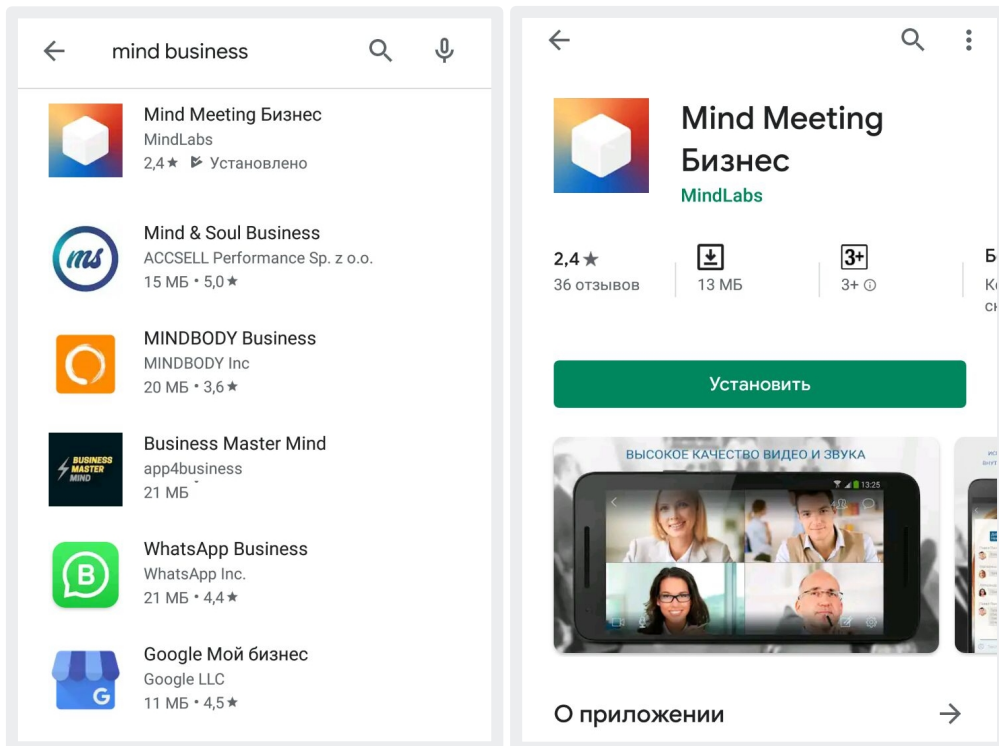 mind business
Mind Meeting Бизнес
MindLabs
2,4★ Установлено
ms
Mind & Soul Business
ACCSELL Performance Sp. z o.o.
15 МБ • 5,0★
MINDBODY Business
MINDBODY Inc
20 МБ • 3,6★
BUSINESS
MASTER
MIND
Business Master Mind
app4business
21 МБ
B
WhatsApp Business
WhatsApp Inc.
21 МБ • 4,4★
G
Google Мой бизнес
Google LLC
11 МБ • 4,5★
Mind Meeting
Бизнес
MindLabs
2,4★
36 отзывов
13 МБ
3+
3+
Установить
ВЫСОКОЕ КАЧЕСТВО ВИДЕО И ЗВУКА
13:25
О приложении